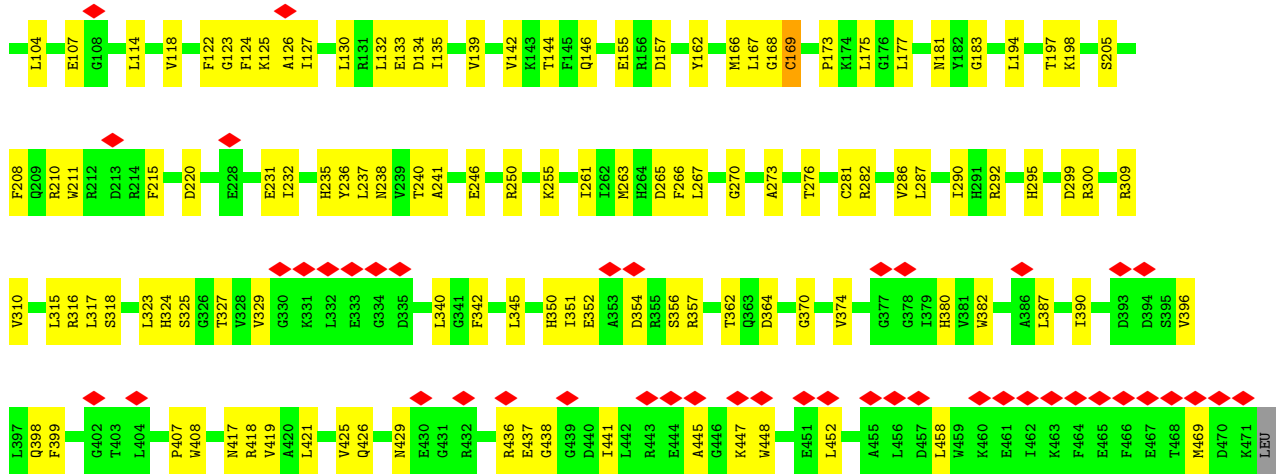 L104 E107 G108 L114 V118 F122 G123 F124 K125 A126 I127 L130 R131 L132 E133 D134 I135 V139 V142 K143 T144 F145 Q146 E155 R156 D157 Y162 M166 L167 G168 C169 P173 K174 L175 G176 L177 N181 Y182 G183 L194 T197 K198 S205
F208 Q209 R210 W211 R212 D213 R214 F215 D220 E228 E231 I232 H235 Y236 L237 N238 V239 T240 A241 E246 R250 K255 I261 I262 M263 H264 D265 F266 L267 G270 A273 T276 C281 R282 V286 L287 I290 H291 R292 H295 D299 R300 R309
V310 L315 R316 L317 S318 L323 H324 S325 G326 T327 V328 V329 G330 K331 L332 E333 G334 D335 L340 G341 F342 L345 H350 I351 E352 A353 D354 R355 S356 R357 T362 Q363 D364 G370 V374 G377 G378 I379 H380 V381 W382 A386 L387 I390 D393 D394 S395 V396
L397 Q398 F399 G402 T403 L404 P407 W408 N417 R418 V419 A420 L421 V425 Q426 N429 E430 G431 R432 R436 E437 G438 G439 D440 I441 L442 R443 E444 A445 G446 K447 W448 E451 L452 A455 L456 D457 L458 W459 K460 E461 I462 K463 F464 E465 F466 E467 T468 M469 D470 K471 LEU